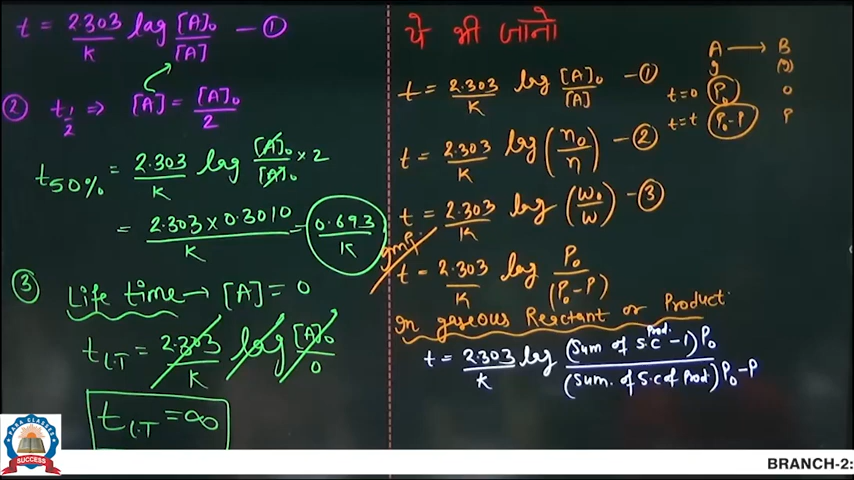 t = 2.303/K log [A]₀/[A] — ①
② t½ ⇒ [A] = [A]₀/2
t50% = 2.303/K log [A]₀/[A]₀ × 2
= 2.303 × 0.3010/K = 0.693/K
③ Life time → [A] = 0
t L.T = 2.303/K log [A]₀/0
t L.T = ∞
ये भी जानो
A → B
g (g)
t=0 P₀ 0
t=t P₀-P P
t = 2.303/K log [A]₀/[A] — ①
t = 2.303/K log (n₀/n) — ②
t = 2.303/K log (w₀/w) — ③
Imp.
t = 2.303/K log P₀/(P₀-P)
In gaseous Reactant or Product.
t = 2.303/K log (Sum of S.C Prod. -1) P₀/(Sum. of S.C of Prod.) P₀-P
PARA CLASSES
SUCCESS
BRANCH-2: